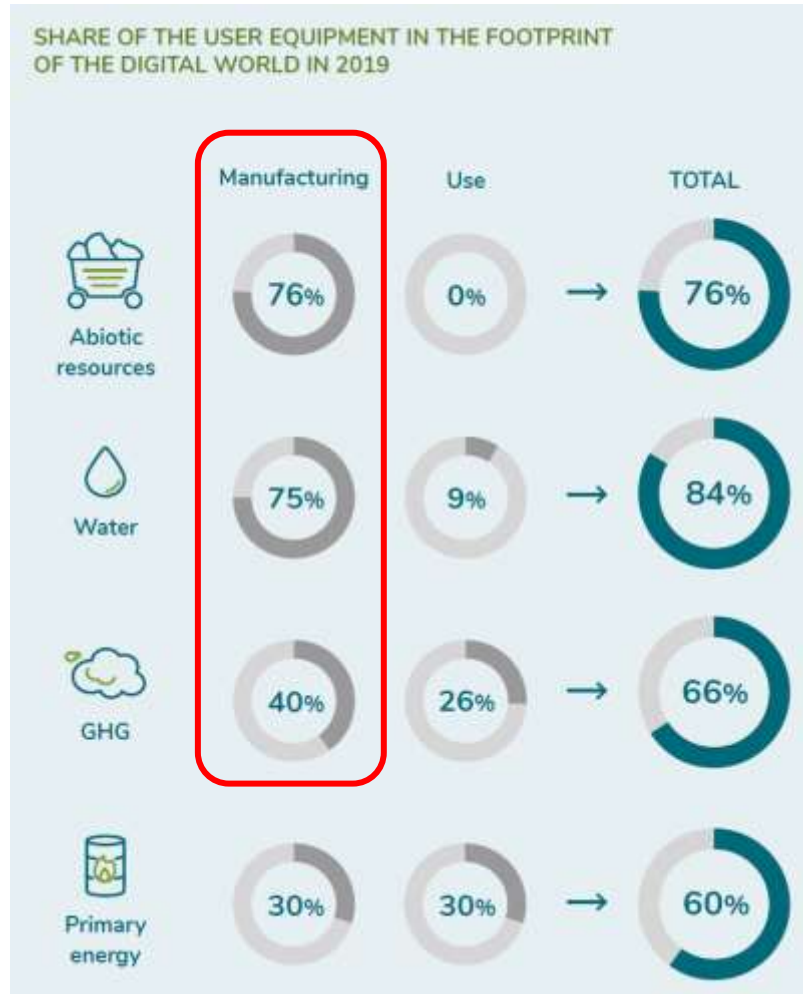 SHARE OF THE USER EQUIPMENT IN THE FOOTPRINT
OF THE DIGITAL WORLD IN 2019
Manufacturing Use TOTAL
76% 0% → 76%
Abiotic
resources
75% 9% → 84%
Water
40% 26% → 66%
GHG
30% 30% → 60%
Primary
energy